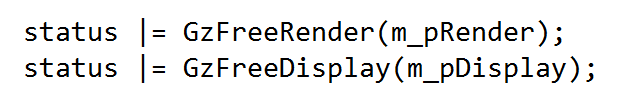 status |= GzFreeRender(m_pRender);
status |= GzFreeDisplay(m_pDisplay);